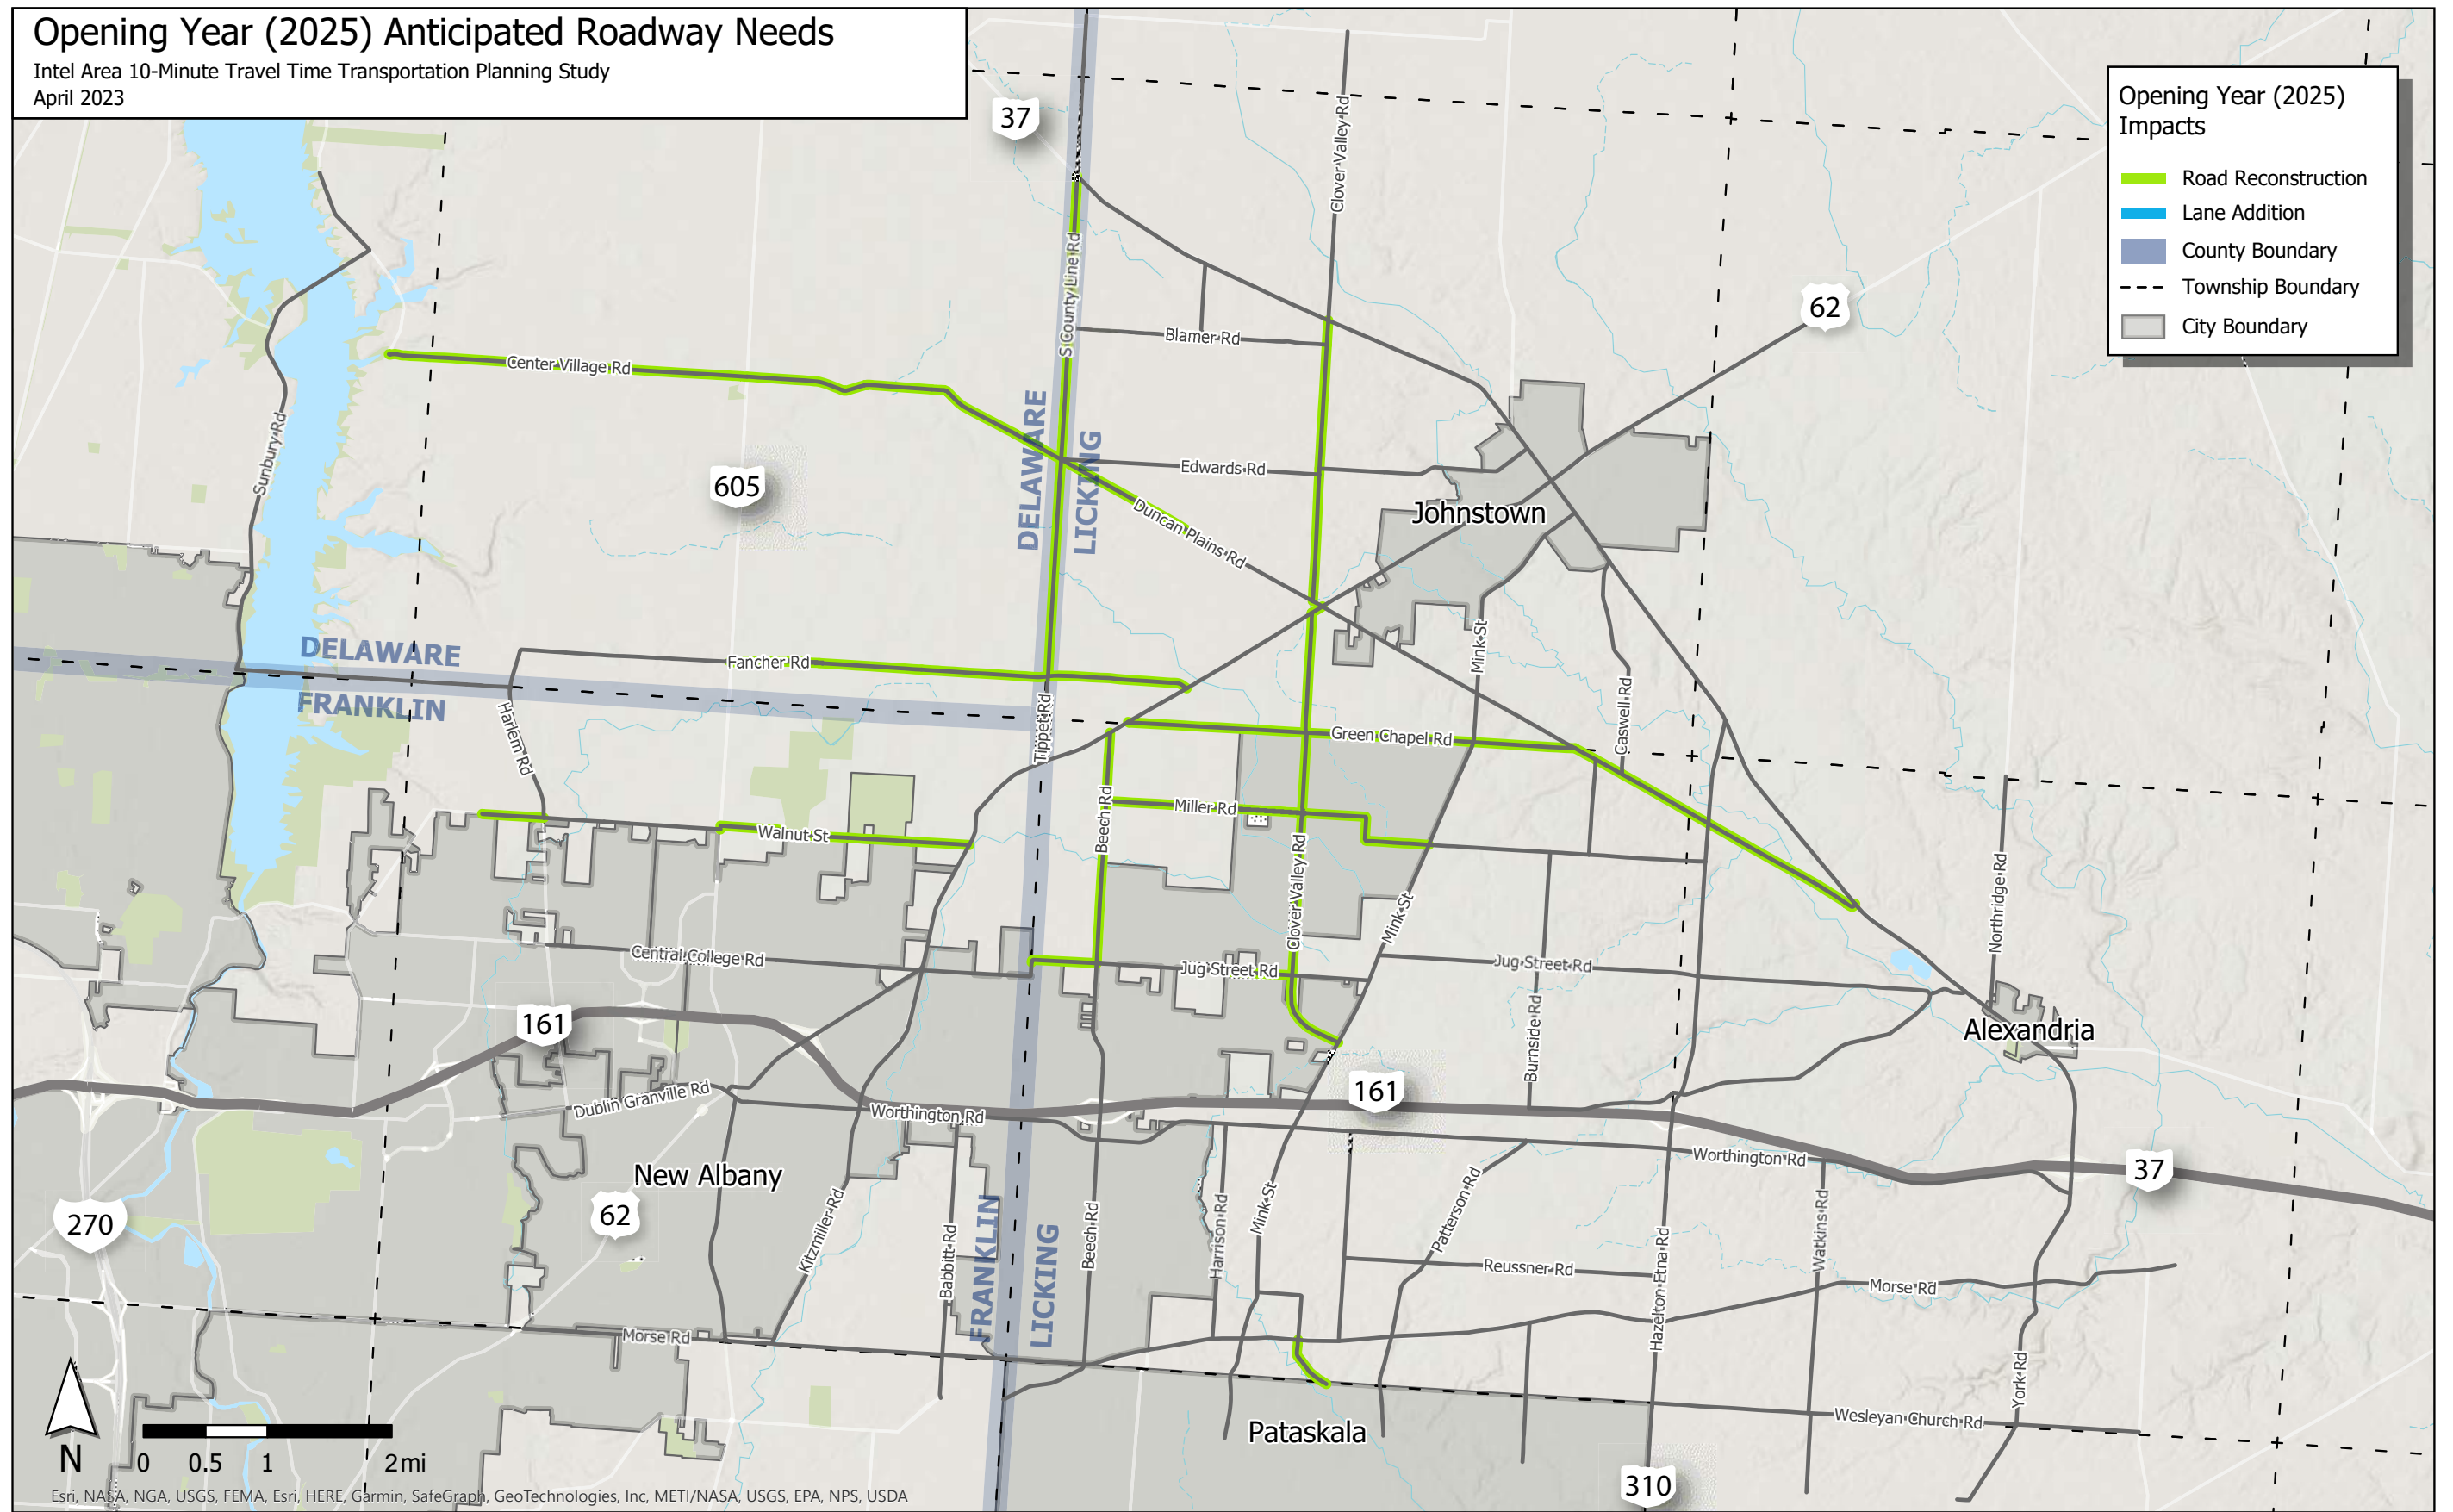 Opening Year (2025) Anticipated Roadway Needs
Intel Area 10-Minute Travel Time Transportation Planning Study
April 2023
Opening Year (2025)
Impacts
Road Reconstruction
Lane Addition
County Boundary
Township Boundary
City Boundary
37
Clover Valley Rd
S County Line Rd
62
Blamer Rd
Center Village Rd
Sunbury Rd
605
DELAWARE
LICKING
Edwards Rd
Duncan Plains Rd
Johnstown
DELAWARE
FRANKLIN
Fancher Rd
Mink St
Caswell Rd
Harlem Rd
Tippett Rd
Green Chapel Rd
Beech Rd
Miller Rd
Walnut St
Clover Valley Rd
Mink St
Northridge Rd
Central College Rd
Jug Street Rd
Jug Street Rd
161
Burnside Rd
Alexandria
161
Dublin Granville Rd
Worthington Rd
Worthington Rd
37
New Albany
62
270
Kitzmiller Rd
Babbitt Rd
FRANKLIN
LICKING
Beech Rd
Harrison Rd
Mink St
Patterson Rd
Reussner Rd
Hazelton Etna Rd
Watkins Rd
Morse Rd
Morse Rd
York Rd
Wesleyan Church Rd
Pataskala
310
N
0 0.5 1 2 mi
Esri, NASA, NGA, USGS, FEMA, Esri, HERE, Garmin, SafeGraph, GeoTechnologies, Inc, METI/NASA, USGS, EPA, NPS, USDA